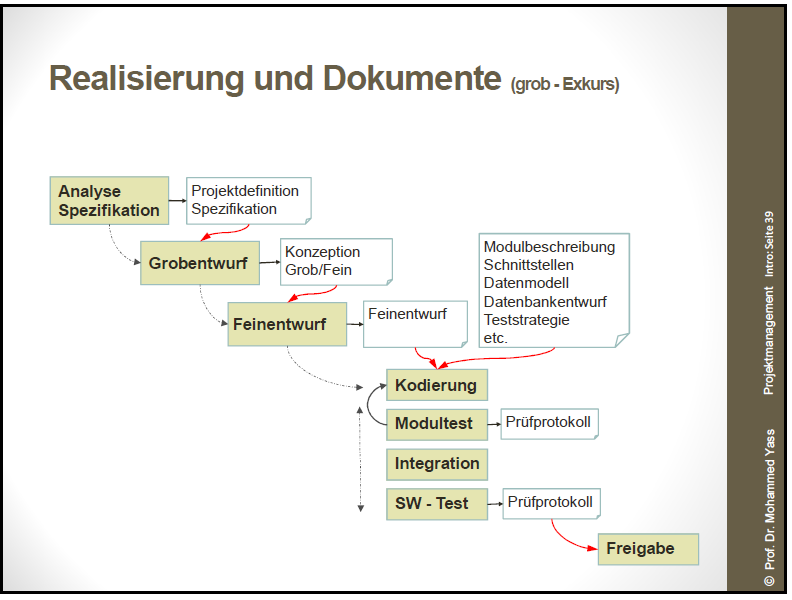 Realisierung und Dokumente (grob - Exkurs)
Analyse
Spezifikation
Projektdefinition
Spezifikation
Grobentwurf
Konzeption
Grob/Fein
Feinentwurf
Feinentwurf
Modulbeschreibung
Schnittstellen
Datenmodell
Datenbankentwurf
Teststrategie
etc.
Kodierung
Modultest
Prüfprotokoll
Integration
SW - Test
Prüfprotokoll
Freigabe
© Prof. Dr. Mohammed Yass Projektmanagement Intro: Seite 39